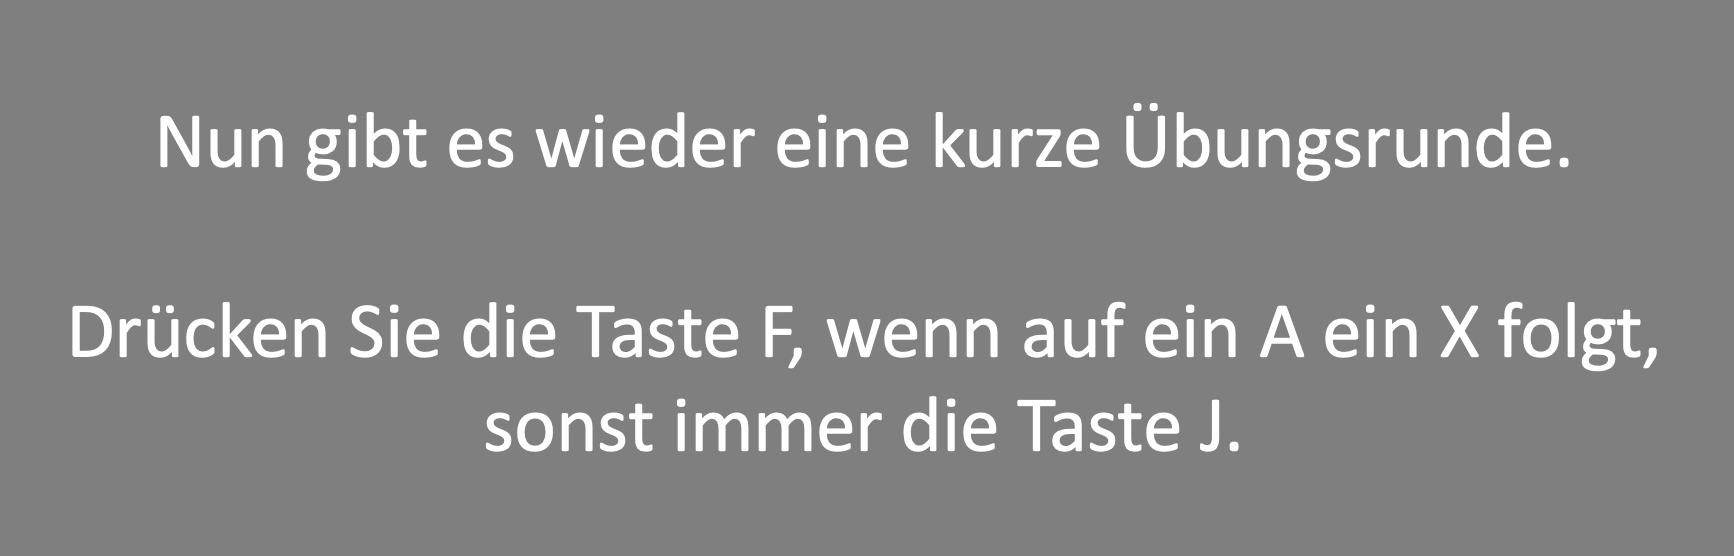 Nun gibt es wieder eine kurze Übungsrunde.
Drücken Sie die Taste F, wenn auf ein A ein X folgt,
sonst immer die Taste J.